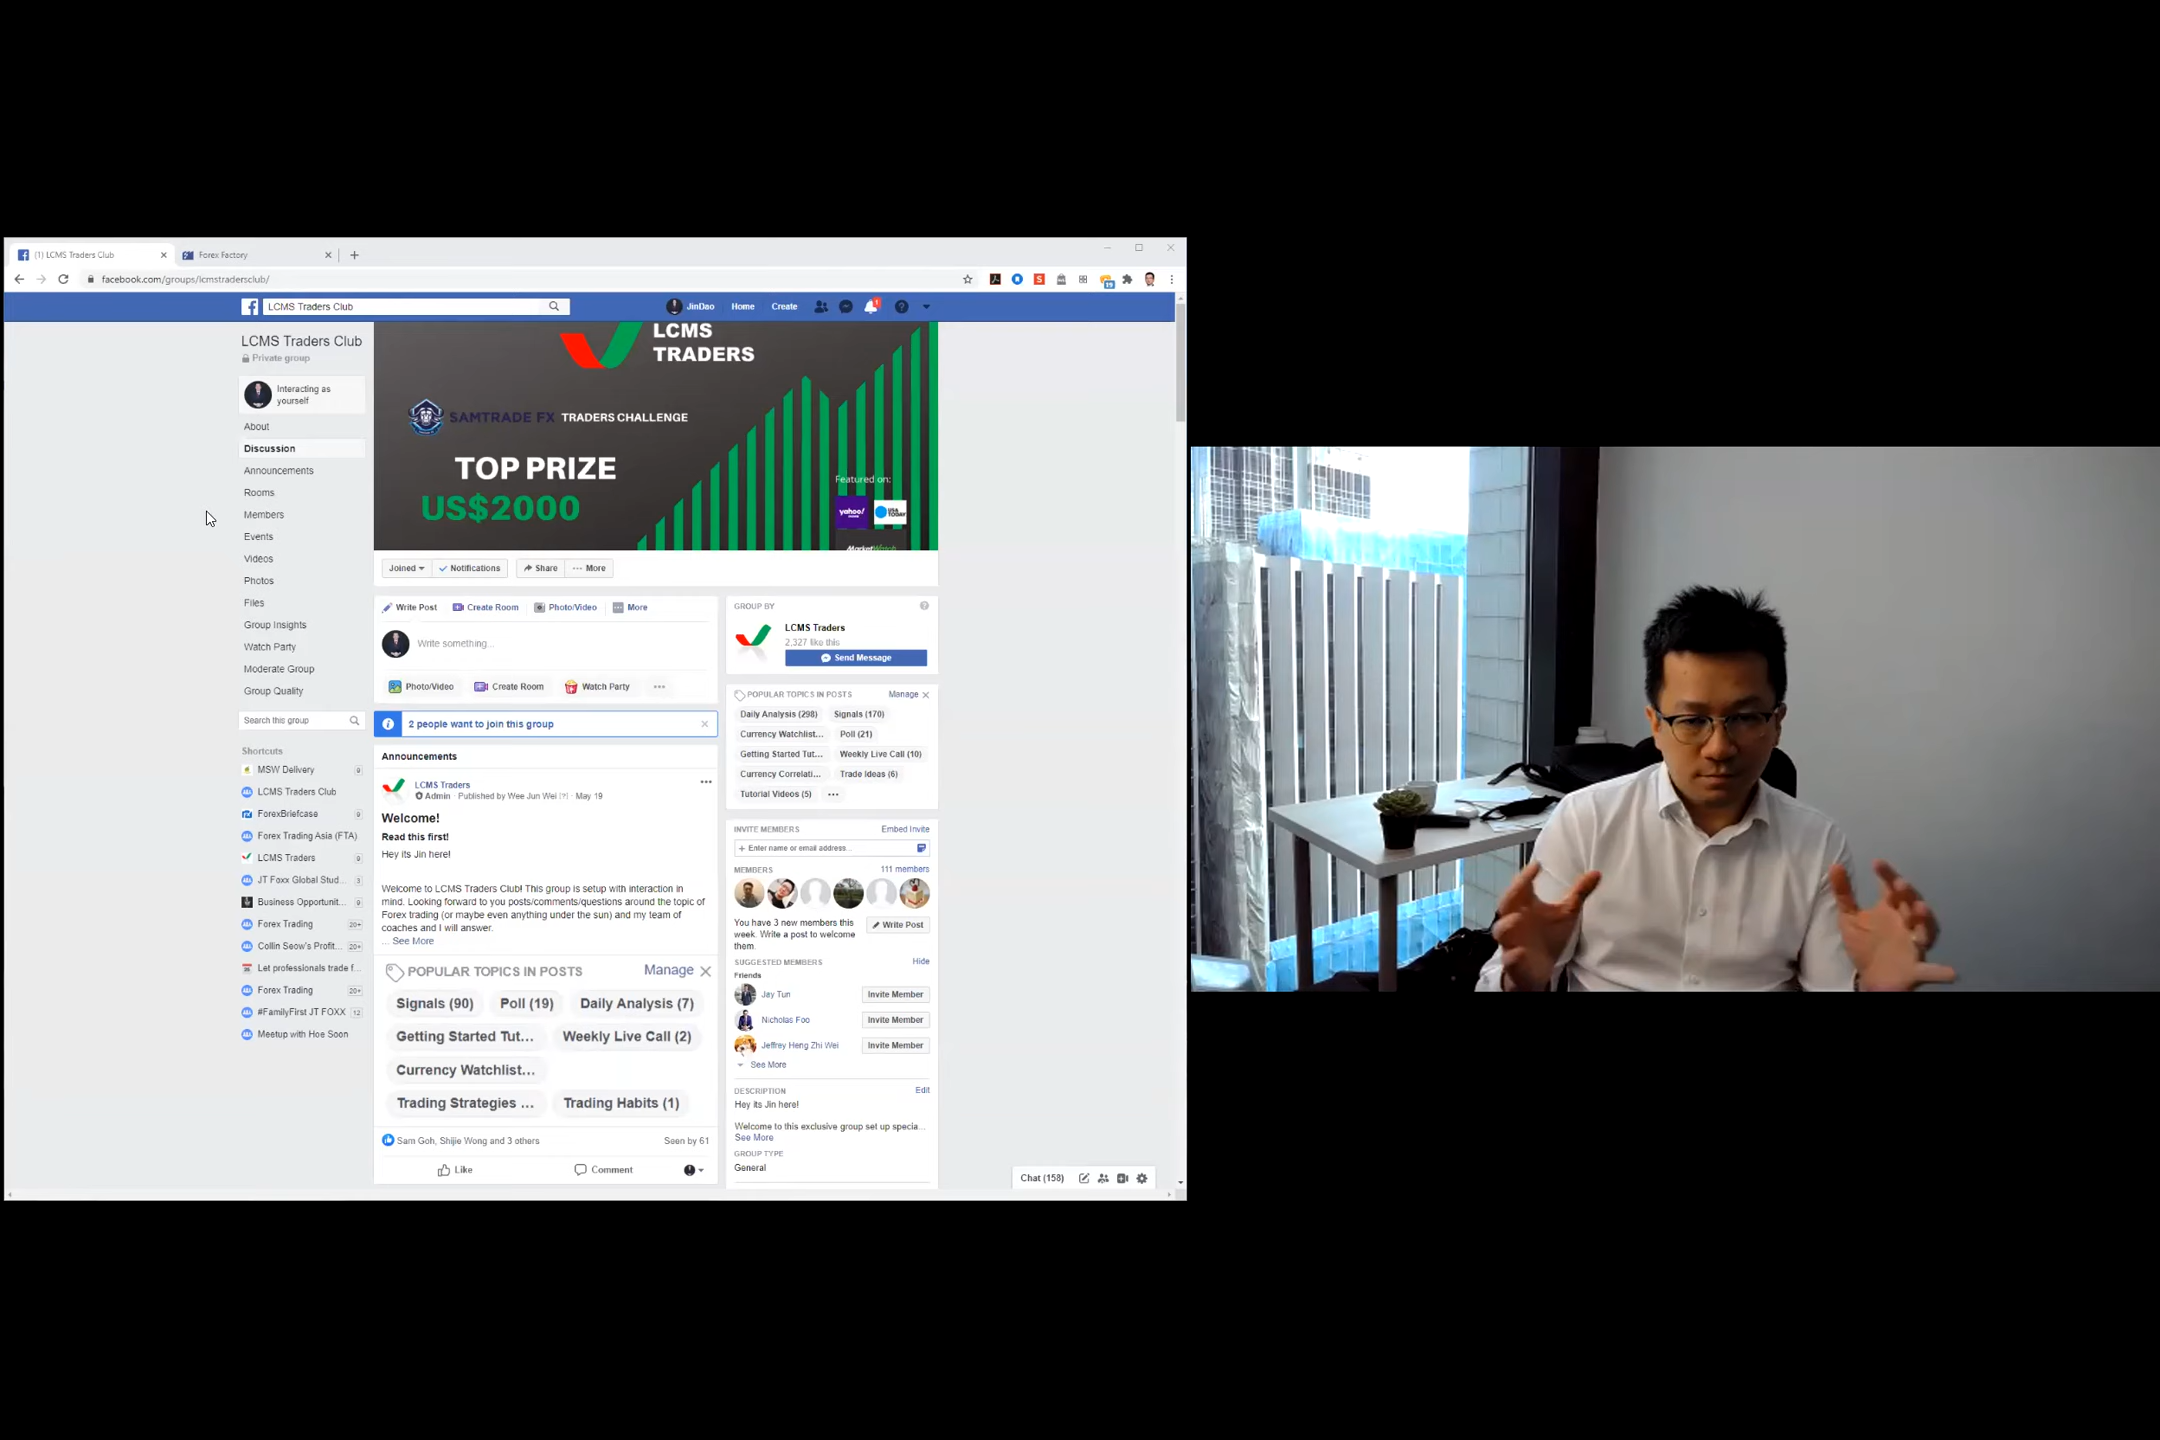 (1) LCMS Traders Club
Forex Factory
facebook.com/groups/lcmstradersclub/
19
LCMS Traders Club
JinDao
Home
Create
1
LCMS Traders Club
Private group
Interacting as
yourself
About
Discussion
Announcements
Rooms
Members
Events
Videos
Photos
Files
Group Insights
Watch Party
Moderate Group
Group Quality
Search this group
Shortcuts
MSW Delivery 9
LCMS Traders Club
ForexBriefcase 9
Forex Trading Asia (FTA)
LCMS Traders 9
JT Foxx Global Stud... 3
Business Opportunit... 9
Forex Trading 20+
Collin Seow's Profit... 20+
Let professionals trade f...
Forex Trading 20+
#FamilyFirst JT FOXX 12
Meetup with Hoe Soon
LCMS
TRADERS
SAMTRADE FX TRADERS CHALLENGE
TOP PRIZE
US$2000
Featured on:
yahoo!
USA TODAY
MarketWatch
Joined
Notifications
Share
More
Write Post
Create Room
Photo/Video
More
Write something...
Photo/Video
Create Room
Watch Party
2 people want to join this group
Announcements
LCMS Traders
Admin · Published by Wee Jun Wei [?] · May 19
Welcome!
Read this first!
Hey its Jin here!
Welcome to LCMS Traders Club! This group is setup with interaction in
mind. Looking forward to you posts/comments/questions around the topic of
Forex trading (or maybe even anything under the sun) and my team of
coaches and I will answer.
... See More
POPULAR TOPICS IN POSTS Manage
Signals (90) Poll (19) Daily Analysis (7)
Getting Started Tut... Weekly Live Call (2)
Currency Watchlist...
Trading Strategies ... Trading Habits (1)
Sam Goh, Shijie Wong and 3 others Seen by 61
Like
Comment
GROUP BY
LCMS Traders
2,327 like this
Send Message
POPULAR TOPICS IN POSTS Manage
Daily Analysis (298) Signals (170)
Currency Watchlist... Poll (21)
Getting Started Tut... Weekly Live Call (10)
Currency Correlati... Trade Ideas (6)
Tutorial Videos (5)
INVITE MEMBERS Embed Invite
+ Enter name or email address...
MEMBERS 111 members
You have 3 new members this
week. Write a post to welcome
them.
Write Post
SUGGESTED MEMBERS Hide
Friends
Jay Tun Invite Member
Nicholas Foo Invite Member
Jeffrey Heng Zhi Wei Invite Member
See More
DESCRIPTION Edit
Hey its Jin here!
Welcome to this exclusive group set up specia...
See More
GROUP TYPE
General
Chat (158)